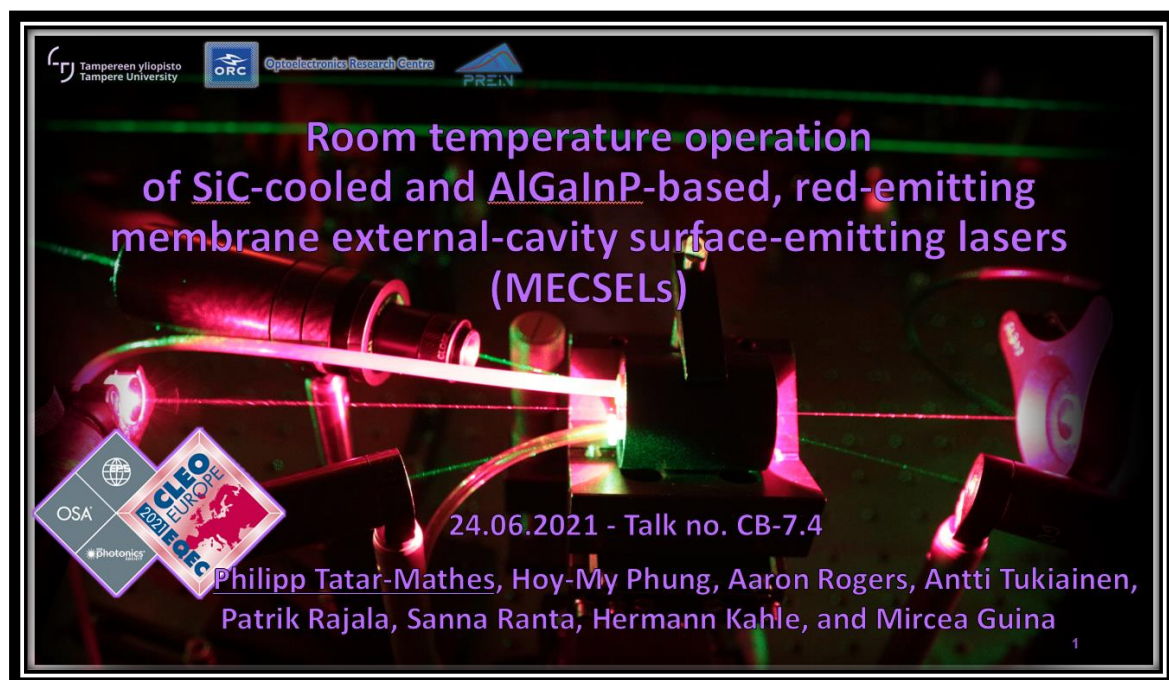 Tampereen yliopisto
Tampere University
ORC
Optoelectronics Research Centre
PREIN
Room temperature operation
of SiC-cooled and AlGaInP-based, red-emitting
membrane external-cavity surface-emitting lasers
(MECSELs)
EPS
OSA
photonics
SOCIETY
CLEO
EUROPE
2021
EQEC
24.06.2021 - Talk no. CB-7.4
Philipp Tatar-Mathes, Hoy-My Phung, Aaron Rogers, Antti Tukiainen,
Patrik Rajala, Sanna Ranta, Hermann Kahle, and Mircea Guina
1